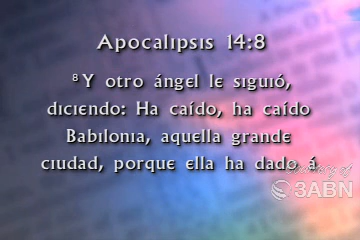 Apocalipsis 14:8
⁸Y otro ángel le siguió,
diciendo: Ha caído, ha caído
Babilonia, aquella grande
ciudad, porque ella ha dado á
3ABN